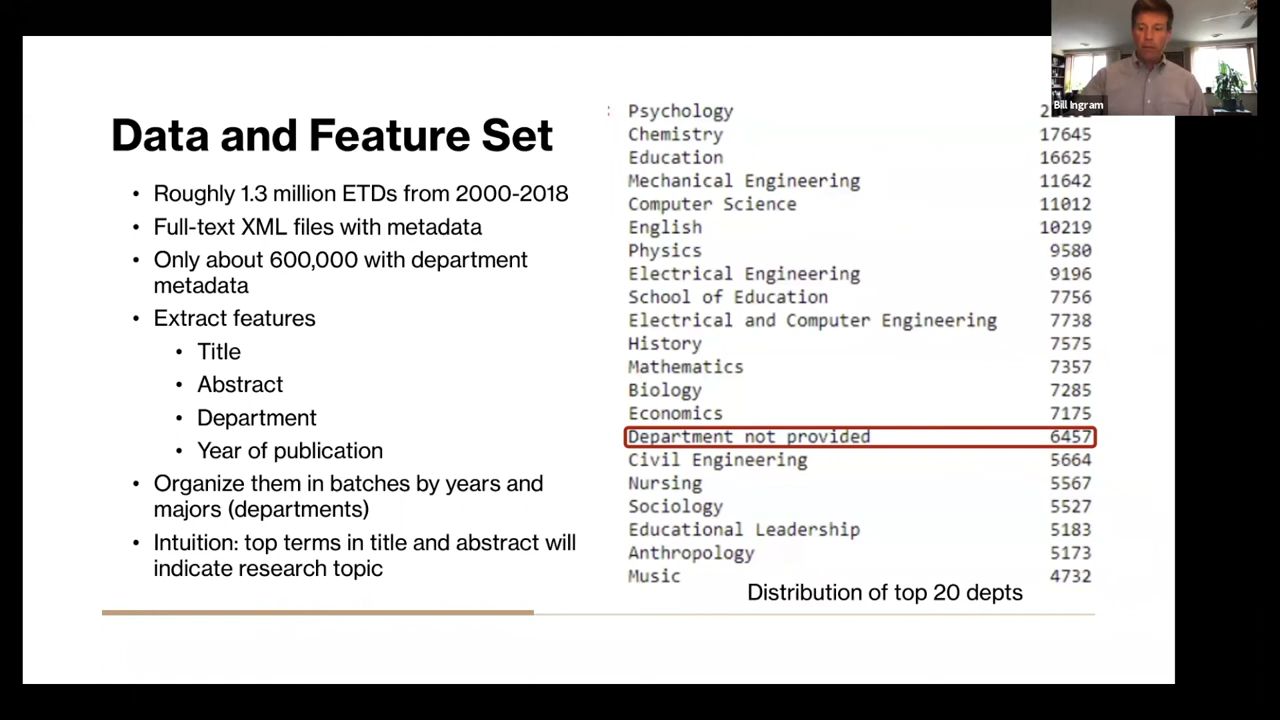 Bill Ingram
Data and Feature Set
• Roughly 1.3 million ETDs from 2000-2018
• Full-text XML files with metadata
• Only about 600,000 with department
metadata
• Extract features
• Title
• Abstract
• Department
• Year of publication
• Organize them in batches by years and
majors (departments)
• Intuition: top terms in title and abstract will
indicate research topic
Psychology
Chemistry 17645
Education 16625
Mechanical Engineering 11642
Computer Science 11012
English 10219
Physics 9580
Electrical Engineering 9196
School of Education 7756
Electrical and Computer Engineering 7738
History 7575
Mathematics 7357
Biology 7285
Economics 7175
Department not provided 6457
Civil Engineering 5664
Nursing 5567
Sociology 5527
Educational Leadership 5183
Anthropology 5173
Music 4732
Distribution of top 20 depts